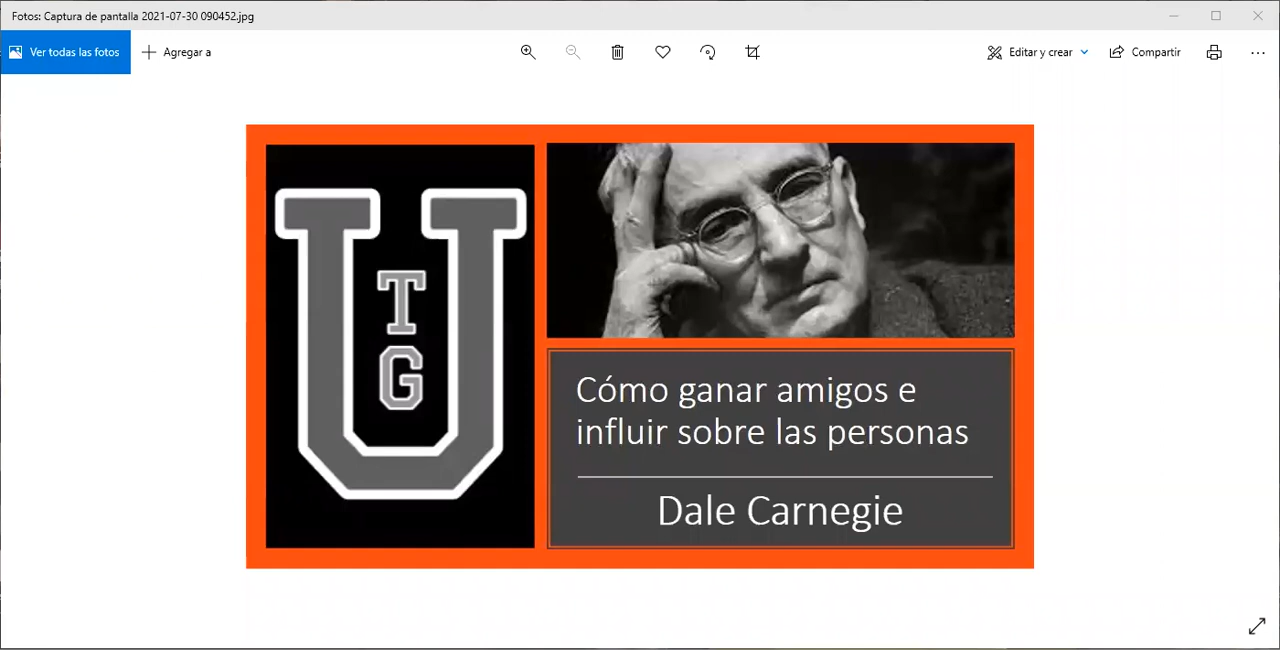 Fotos: Captura de pantalla 2021-07-30 090452.jpg
Ver todas las fotos
Agregar a
Editar y crear
Compartir
U
T
G
Cómo ganar amigos e
influir sobre las personas
Dale Carnegie